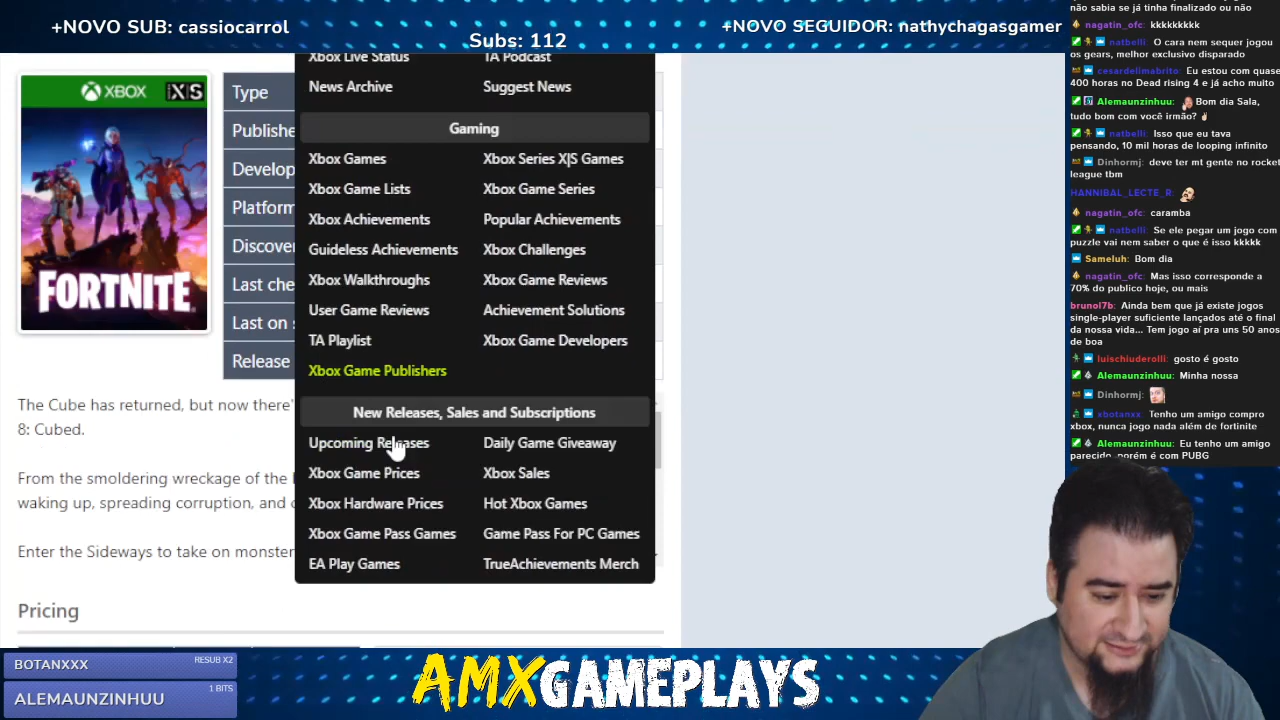 +NOVO SUB: cassiocarrol
Subs: 112
+NOVO SEGUIDOR: nathychagasgamer
XBOX X|S
FORTNITE
Type
Publishe
Develop
Platform
Discover
Last che
Last on s
Release
The Cube has returned, but now there'
8: Cubed.
From the smoldering wreckage of the
waking up, spreading corruption, and c
Enter the Sideways to take on monster
Pricing
Xbox Live Status TA Podcast
News Archive Suggest News
Gaming
Xbox Games Xbox Series X|S Games
Xbox Game Lists Xbox Game Series
Xbox Achievements Popular Achievements
Guideless Achievements Xbox Challenges
Xbox Walkthroughs Xbox Game Reviews
User Game Reviews Achievement Solutions
TA Playlist Xbox Game Developers
Xbox Game Publishers
New Releases, Sales and Subscriptions
Upcoming Releases Daily Game Giveaway
Xbox Game Prices Xbox Sales
Xbox Hardware Prices Hot Xbox Games
Xbox Game Pass Games Game Pass For PC Games
EA Play Games TrueAchievements Merch
não sabia se já tinha finalizado ou não
nagatin_ofc: kkkkkkkkk
natbelli: O cara nem sequer jogou
os gears, melhor exclusivo disparado
cesardelimabrito: Eu estou com quase
400 horas no Dead rising 4 e já acho muito
Alemaunzinhuu: Bom dia Sala,
tudo bom com você irmão?
natbelli: Isso que eu tava
pensando, 10 mil horas de looping infinito
Dinhormj: deve ter mt gente no rocket
league tbm
HANNIBAL_LECTE_R:
nagatin_ofc: caramba
natbelli: Se ele pegar um jogo com
puzzle vai nem saber o que é isso kkkkk
Sameluh: Bom dia
nagatin_ofc: Mas isso corresponde a
70% do publico hoje, ou mais
brunol7b: Ainda bem que já existe jogos
single-player suficiente lançados até o final
da nossa vida... Tem jogo aí pra uns 50 anos
de boa
luischuderolli: gosto é gosto
Alemaunzinhuu: Minha nossa
Dinhormj:
xbotanxx: Tenho um amigo compro
xbox, nunca jogo nada além de fortinite
Alemaunzinhuu: Eu tenho um amigo
parecido, porém é com PUBG
BOTANXXX RESUB X2
ALEMAUNZINHUU 1 BITS
AMXGAMEPLAYS